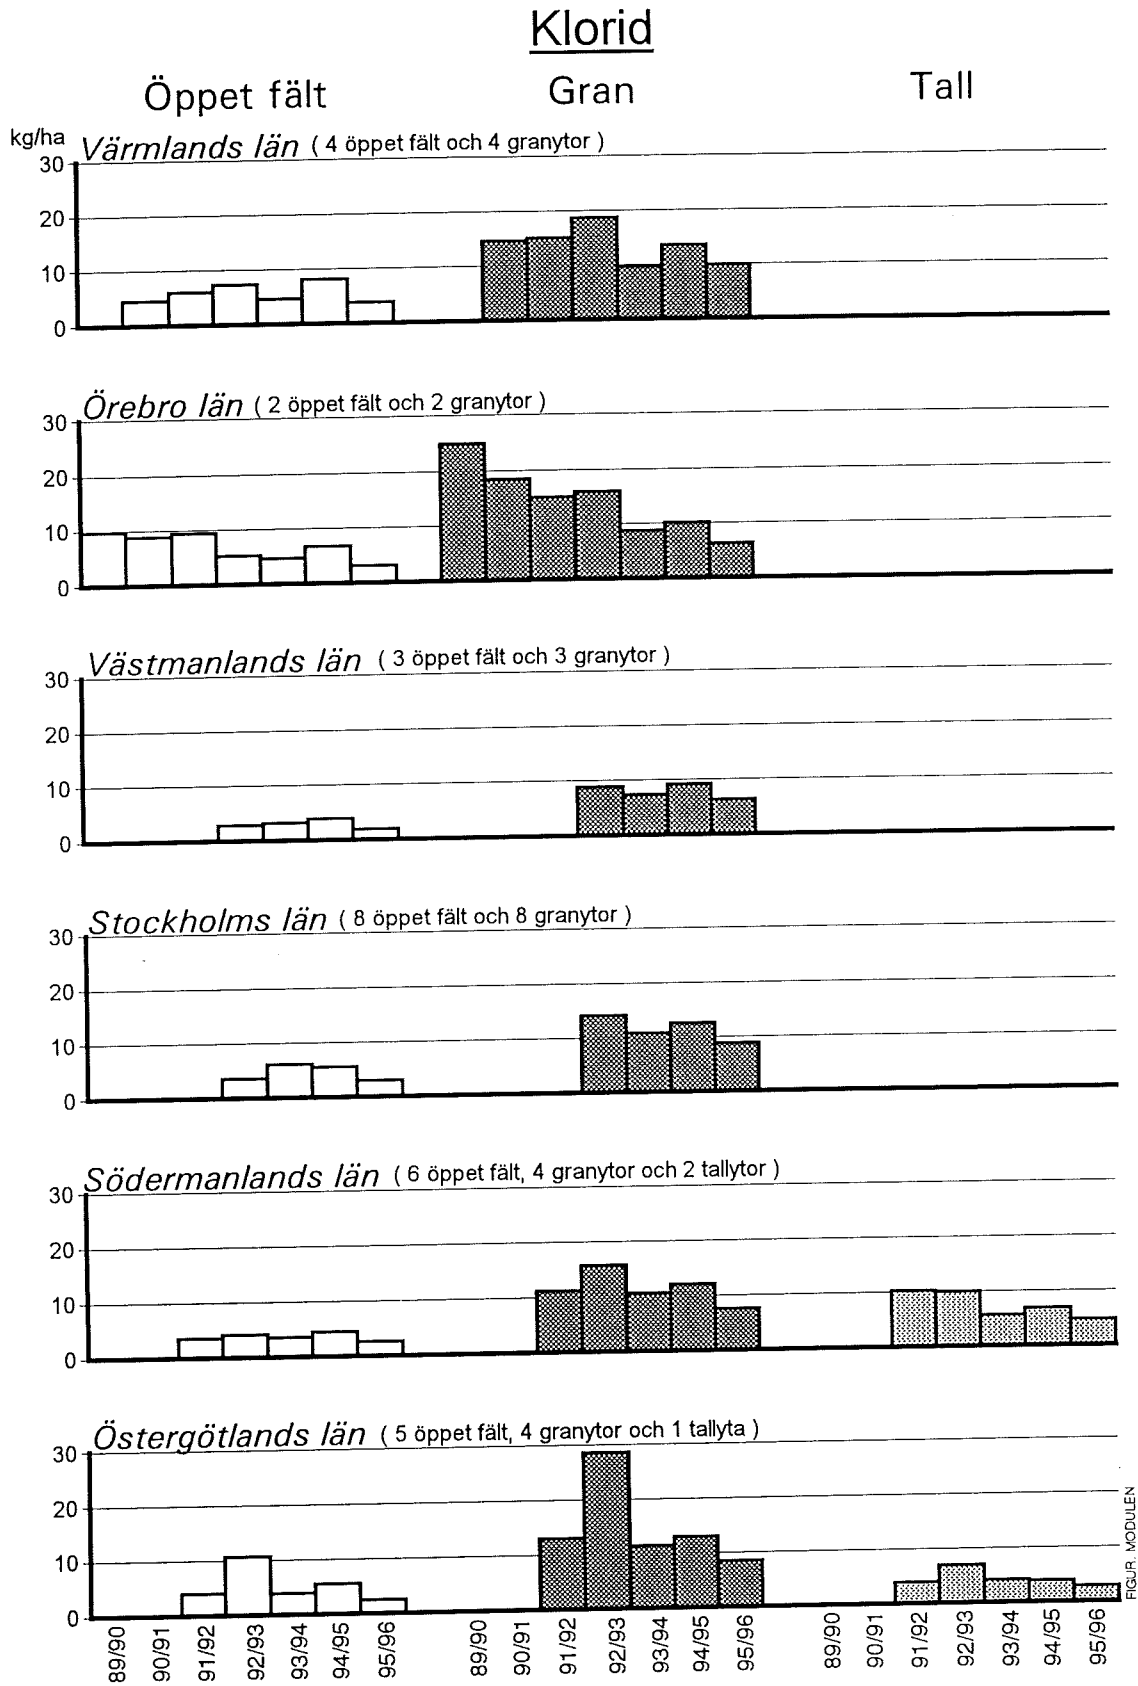 Klorid
Öppet fält
Gran
Tall
kg/ha
Värmlands län ( 4 öppet fält och 4 granytor )
30
20
10
0
Örebro län ( 2 öppet fält och 2 granytor )
30
20
10
0
Västmanlands län ( 3 öppet fält och 3 granytor )
30
20
10
0
Stockholms län ( 8 öppet fält och 8 granytor )
30
20
10
0
Södermanlands län ( 6 öppet fält, 4 granytor och 2 tallytor )
30
20
10
0
Östergötlands län ( 5 öppet fält, 4 granytor och 1 tallyta )
30
20
10
0
89/90 90/91 91/92 92/93 93/94 94/95 95/96
89/90 90/91 91/92 92/93 93/94 94/95 95/96
89/90 90/91 91/92 92/93 93/94 94/95 95/96
FIGUR. MODULEN